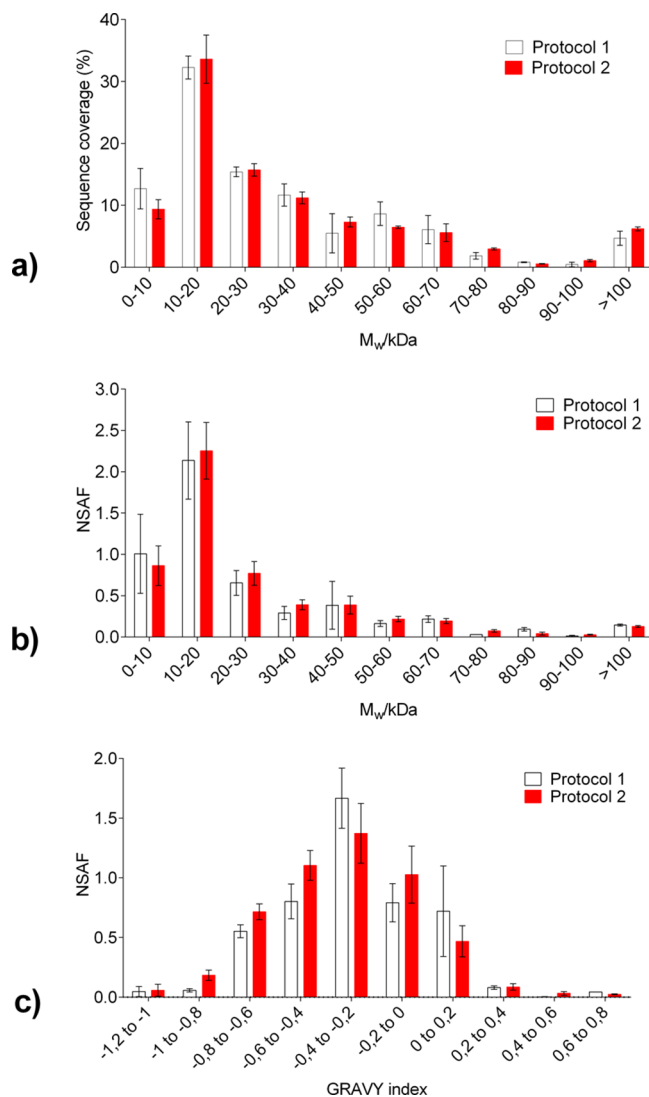 40
30
20
10
0
Sequence coverage (%)
Protocol 1
Protocol 2
0-10
10-20
20-30
30-40
40-50
50-60
60-70
70-80
80-90
90-100
>100
Mw/kDa
a)
3.0
2.5
2.0
1.5
1.0
0.5
0.0
NSAF
Protocol 1
Protocol 2
0-10
10-20
20-30
30-40
40-50
50-60
60-70
70-80
80-90
90-100
>100
Mw/kDa
b)
2.0
1.5
1.0
0.5
0.0
NSAF
Protocol 1
Protocol 2
-1,2 to -1
-1 to -0,8
-0,8 to -0,6
-0,6 to -0,4
-0,4 to -0,2
-0,2 to 0
0 to 0,2
0,2 to 0,4
0,4 to 0,6
0,6 to 0,8
GRAVY index
c)